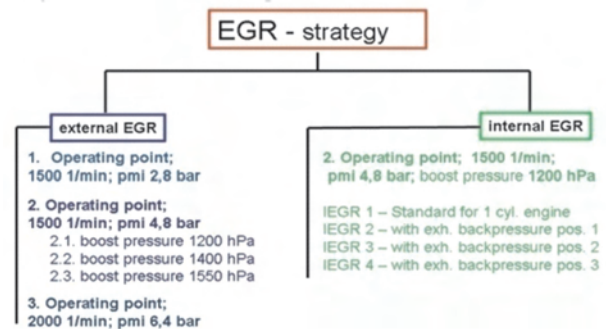 EGR - strategy
external EGR
1. Operating point;
1500 1/min; pmi 2,8 bar
2. Operating point;
1500 1/min; pmi 4,8 bar
2.1. boost pressure 1200 hPa
2.2. boost pressure 1400 hPa
2.3. boost pressure 1550 hPa
3. Operating point;
2000 1/min; pmi 6,4 bar
internal EGR
2. Operating point; 1500 1/min;
pmi 4,8 bar; boost pressure 1200 hPa
IEGR 1 – Standard for 1 cyl. engine
IEGR 2 – with exh. backpressure pos. 1
IEGR 3 – with exh. backpressure pos. 2
IEGR 4 – with exh. backpressure pos. 3